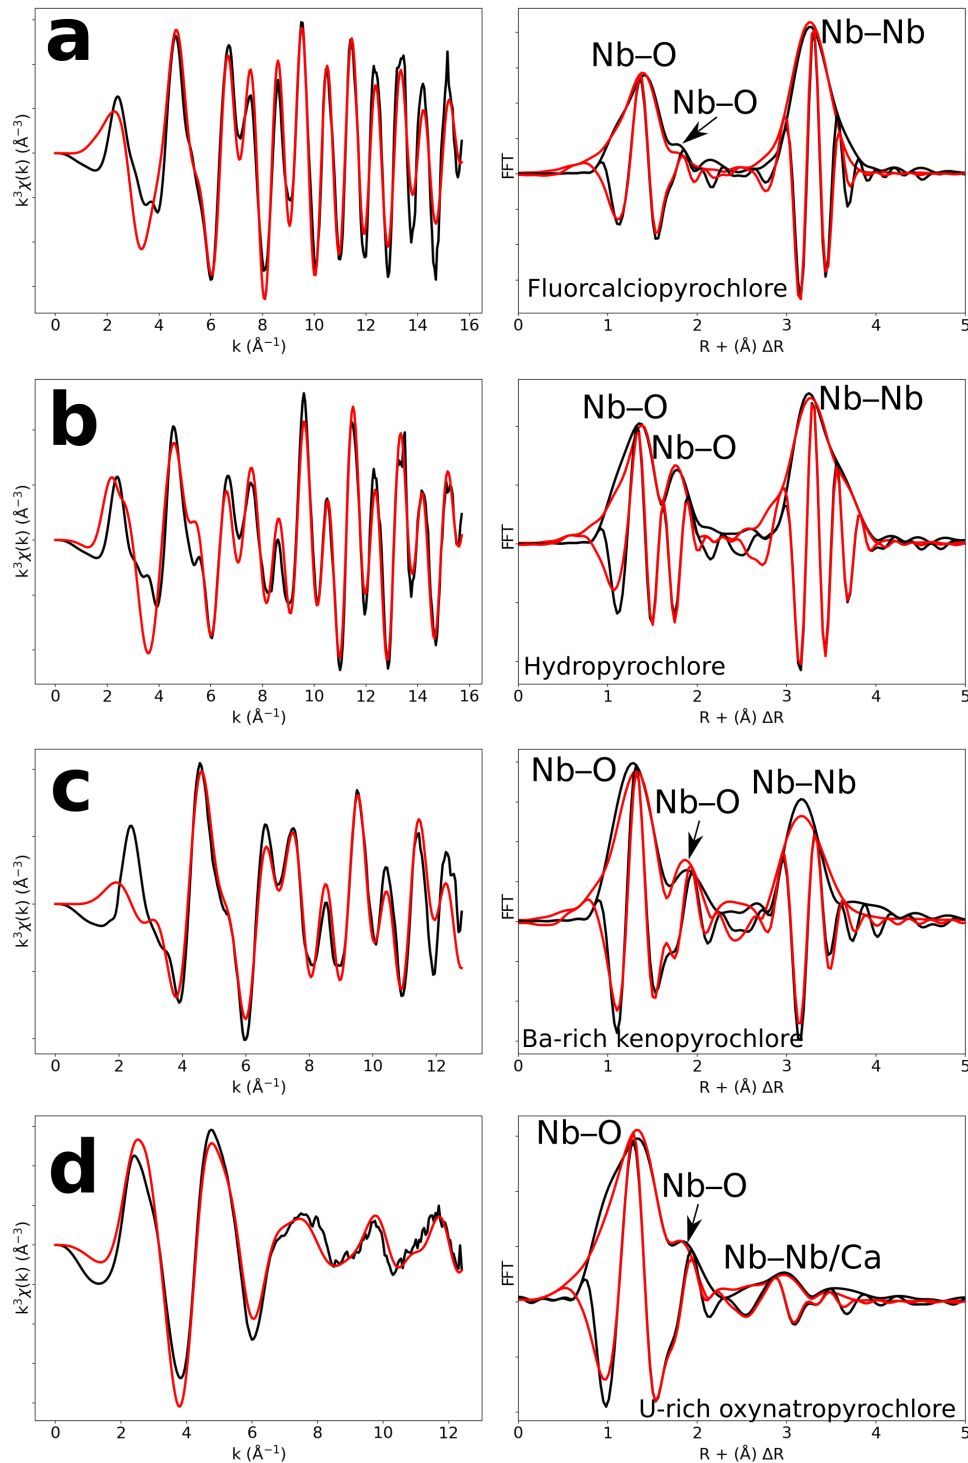 a
k³χ(k) (Å⁻³)
0 2 4 6 8 10 12 14 16
k (Å⁻¹)
Nb–O
Nb–O
Nb–Nb
FFT
Fluorcalciopyrochlore
0 1 2 3 4 5
R + (Å) ΔR
b
k³χ(k) (Å⁻³)
0 2 4 6 8 10 12 14 16
k (Å⁻¹)
Nb–O
Nb–O
Nb–Nb
FFT
Hydropyrochlore
0 1 2 3 4 5
R + (Å) ΔR
c
k³χ(k) (Å⁻³)
0 2 4 6 8 10 12
k (Å⁻¹)
Nb–O
Nb–O
Nb–Nb
FFT
Ba-rich kenopyrochlore
0 1 2 3 4 5
R + (Å) ΔR
d
k³χ(k) (Å⁻³)
0 2 4 6 8 10 12
k (Å⁻¹)
Nb–O
Nb–O
Nb–Nb/Ca
FFT
U-rich oxynatropyrochlore
0 1 2 3 4 5
R + (Å) ΔR